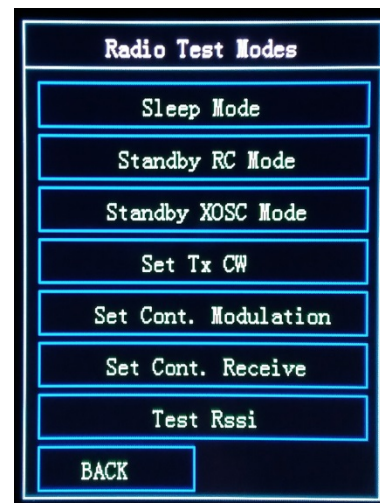 Radio Test Modes
Sleep Mode
Standby RC Mode
Standby XOSC Mode
Set Tx CW
Set Cont. Modulation
Set Cont. Receive
Test Rssi
BACK